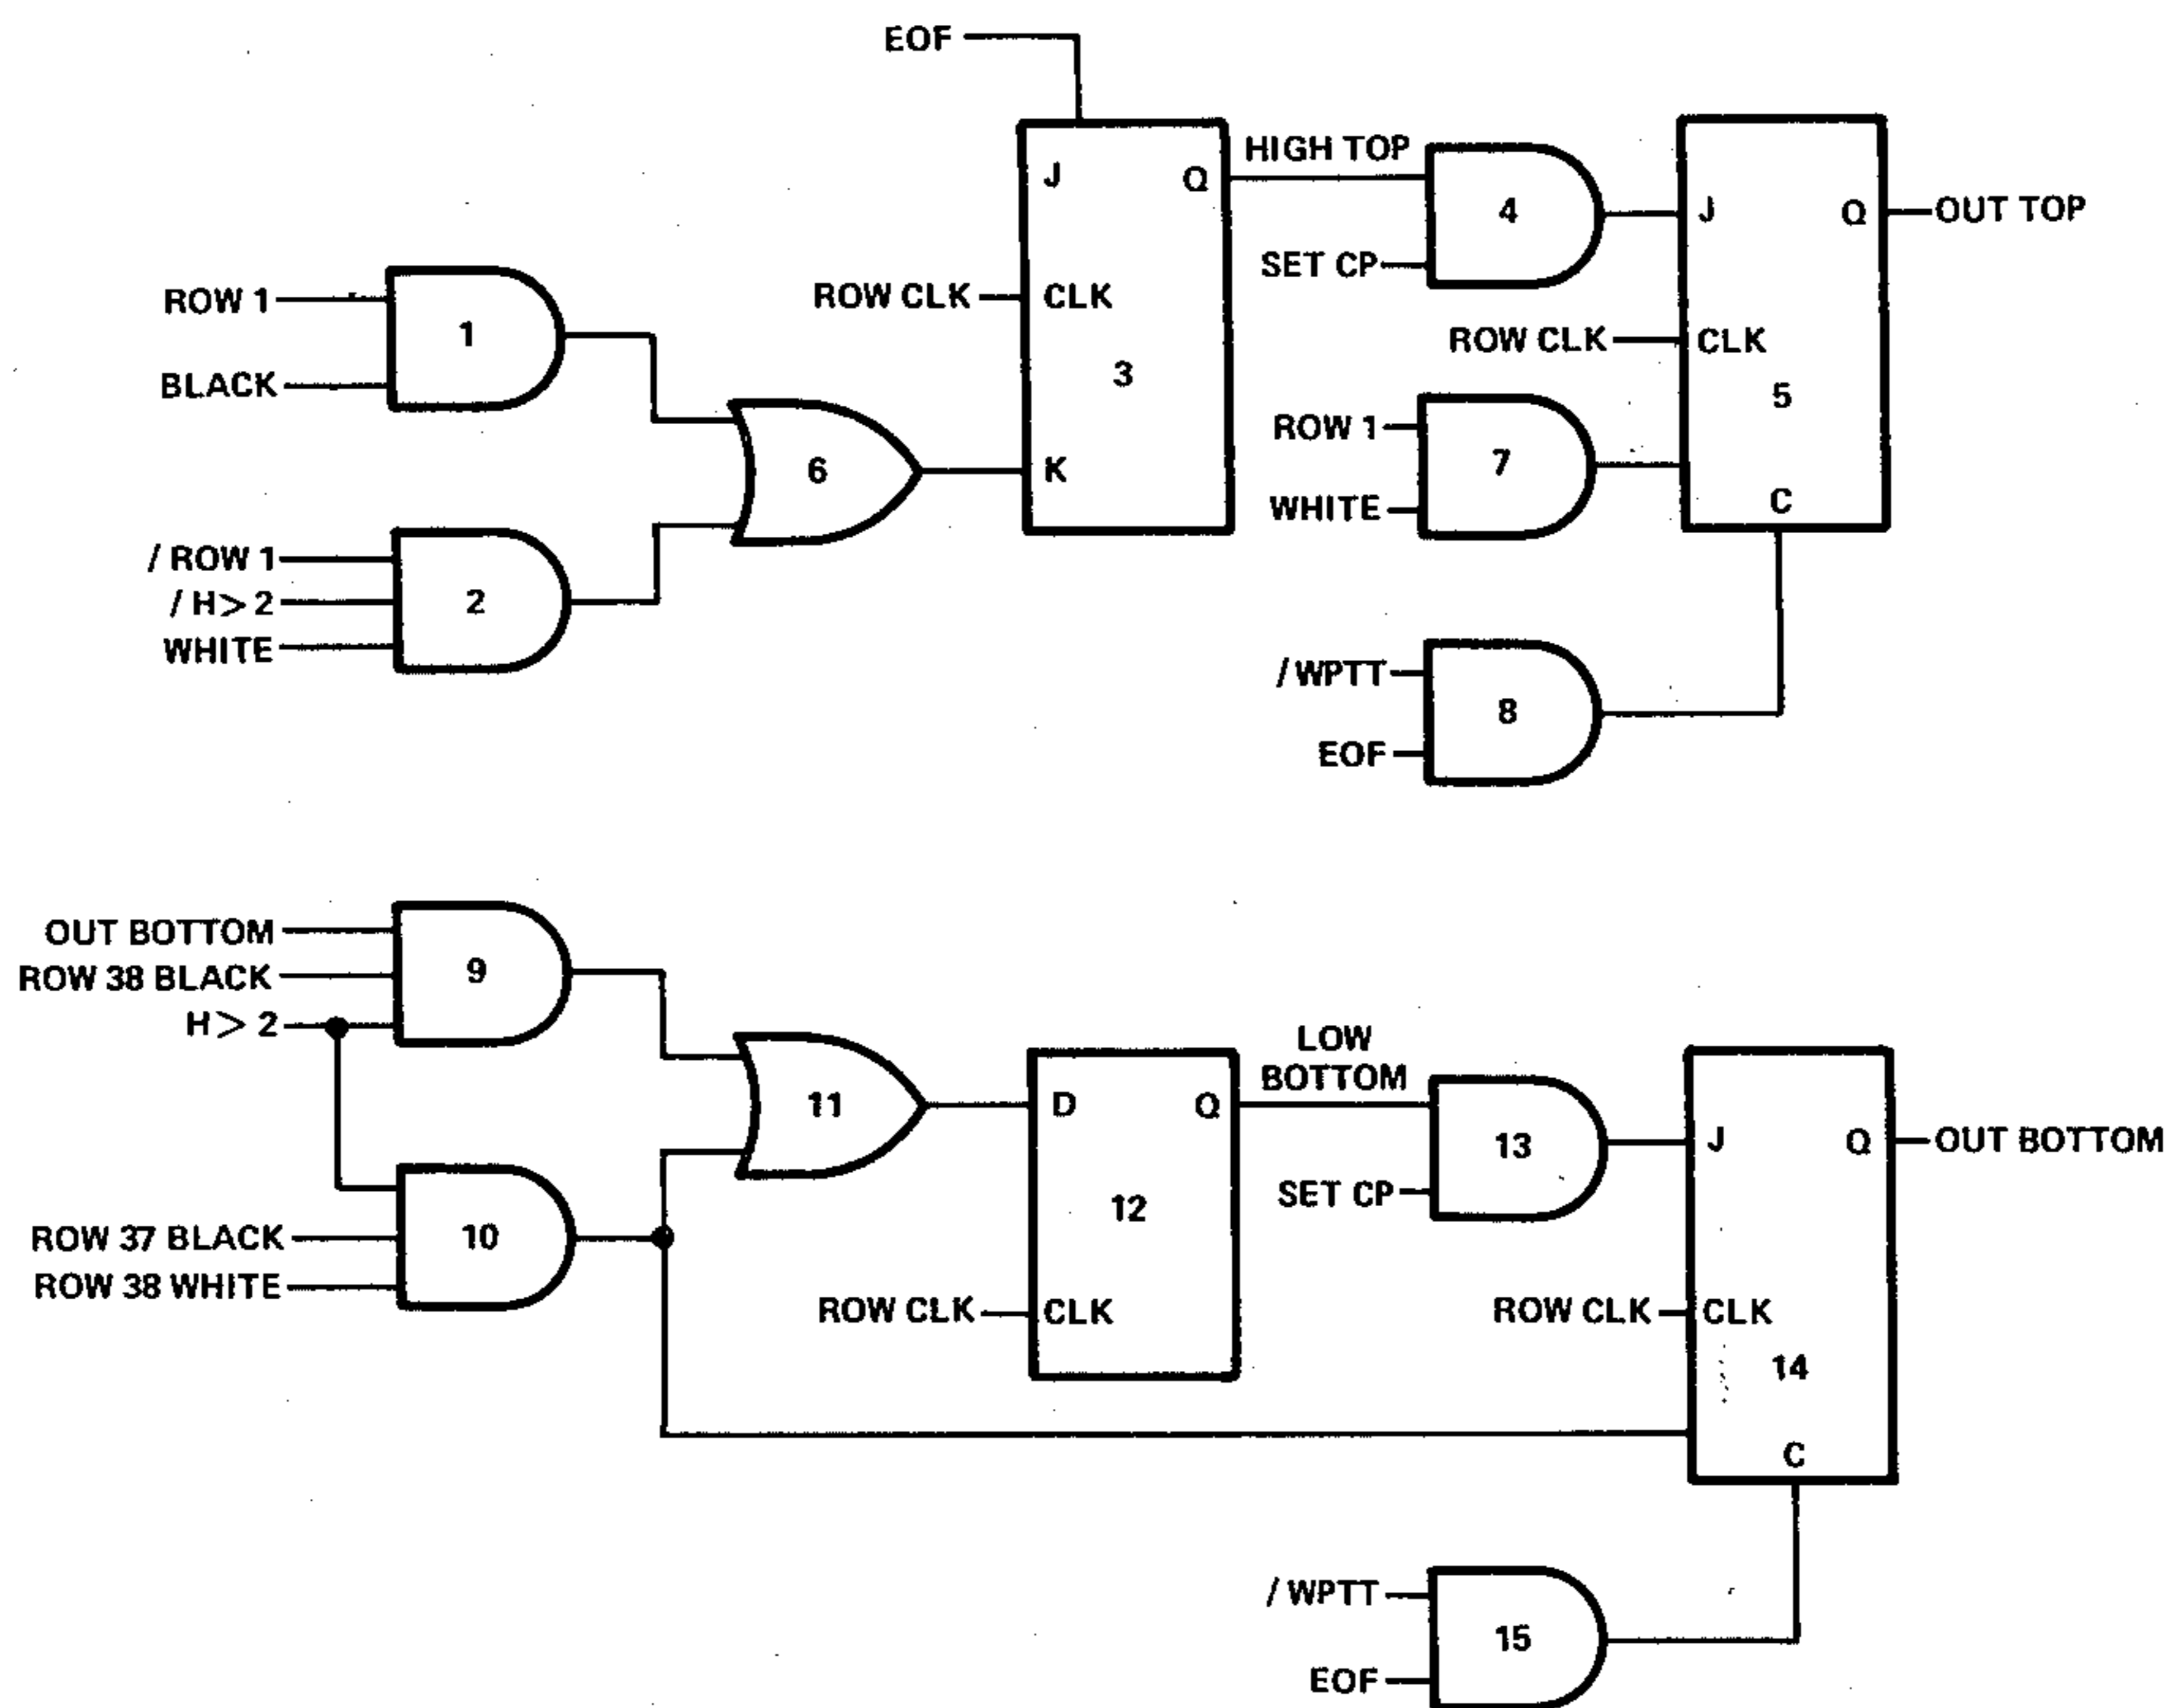 EOF
J
Q
HIGH TOP
4
SET CP
J
Q
OUT TOP
ROW 1
BLACK
1
ROW CLK
CLK
3
ROW CLK
CLK
5
6
K
ROW 1
WHITE
7
C
/ ROW 1
/ H > 2
WHITE
2
/ WPTT
EOF
8
OUT BOTTOM
ROW 38 BLACK
H > 2
9
11
D
Q
LOW
BOTTOM
13
SET CP
J
Q
OUT BOTTOM
ROW 37 BLACK
ROW 38 WHITE
10
12
ROW CLK
CLK
ROW CLK
CLK
14
C
/ WPTT
EOF
15